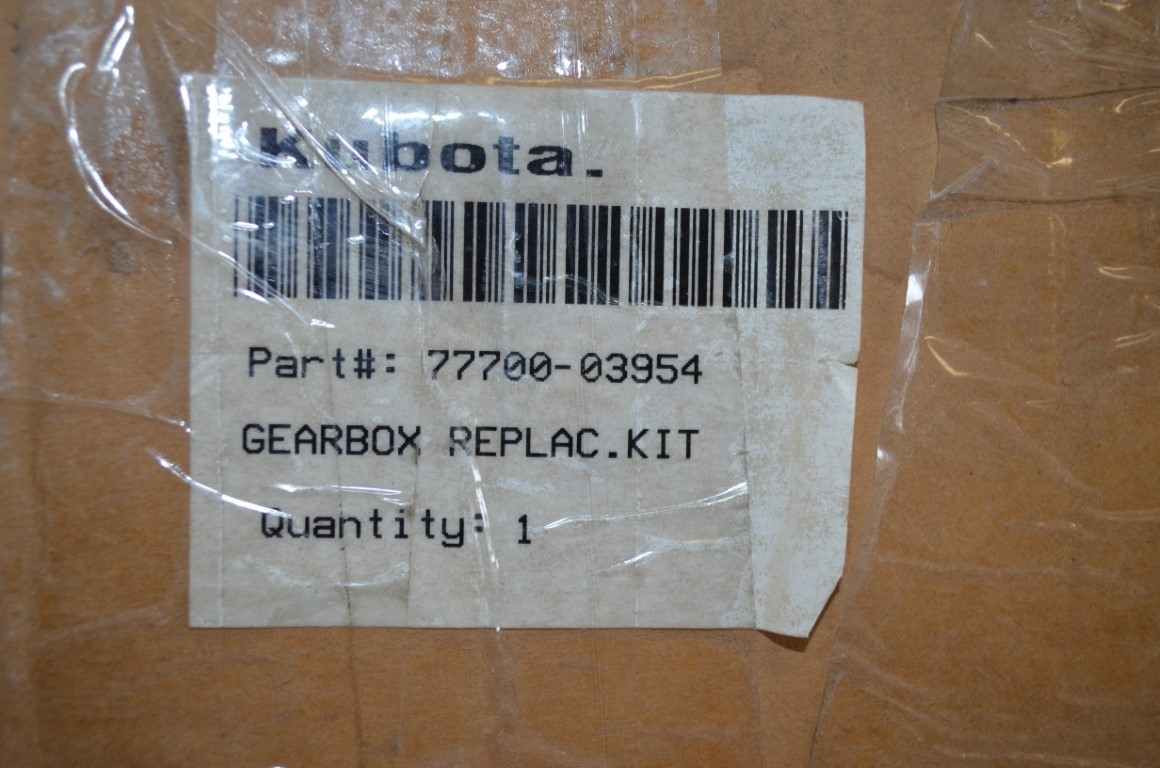 Kubota.
Part#: 77700-03954
GEARBOX REPLAC.KIT
Quantity: 1